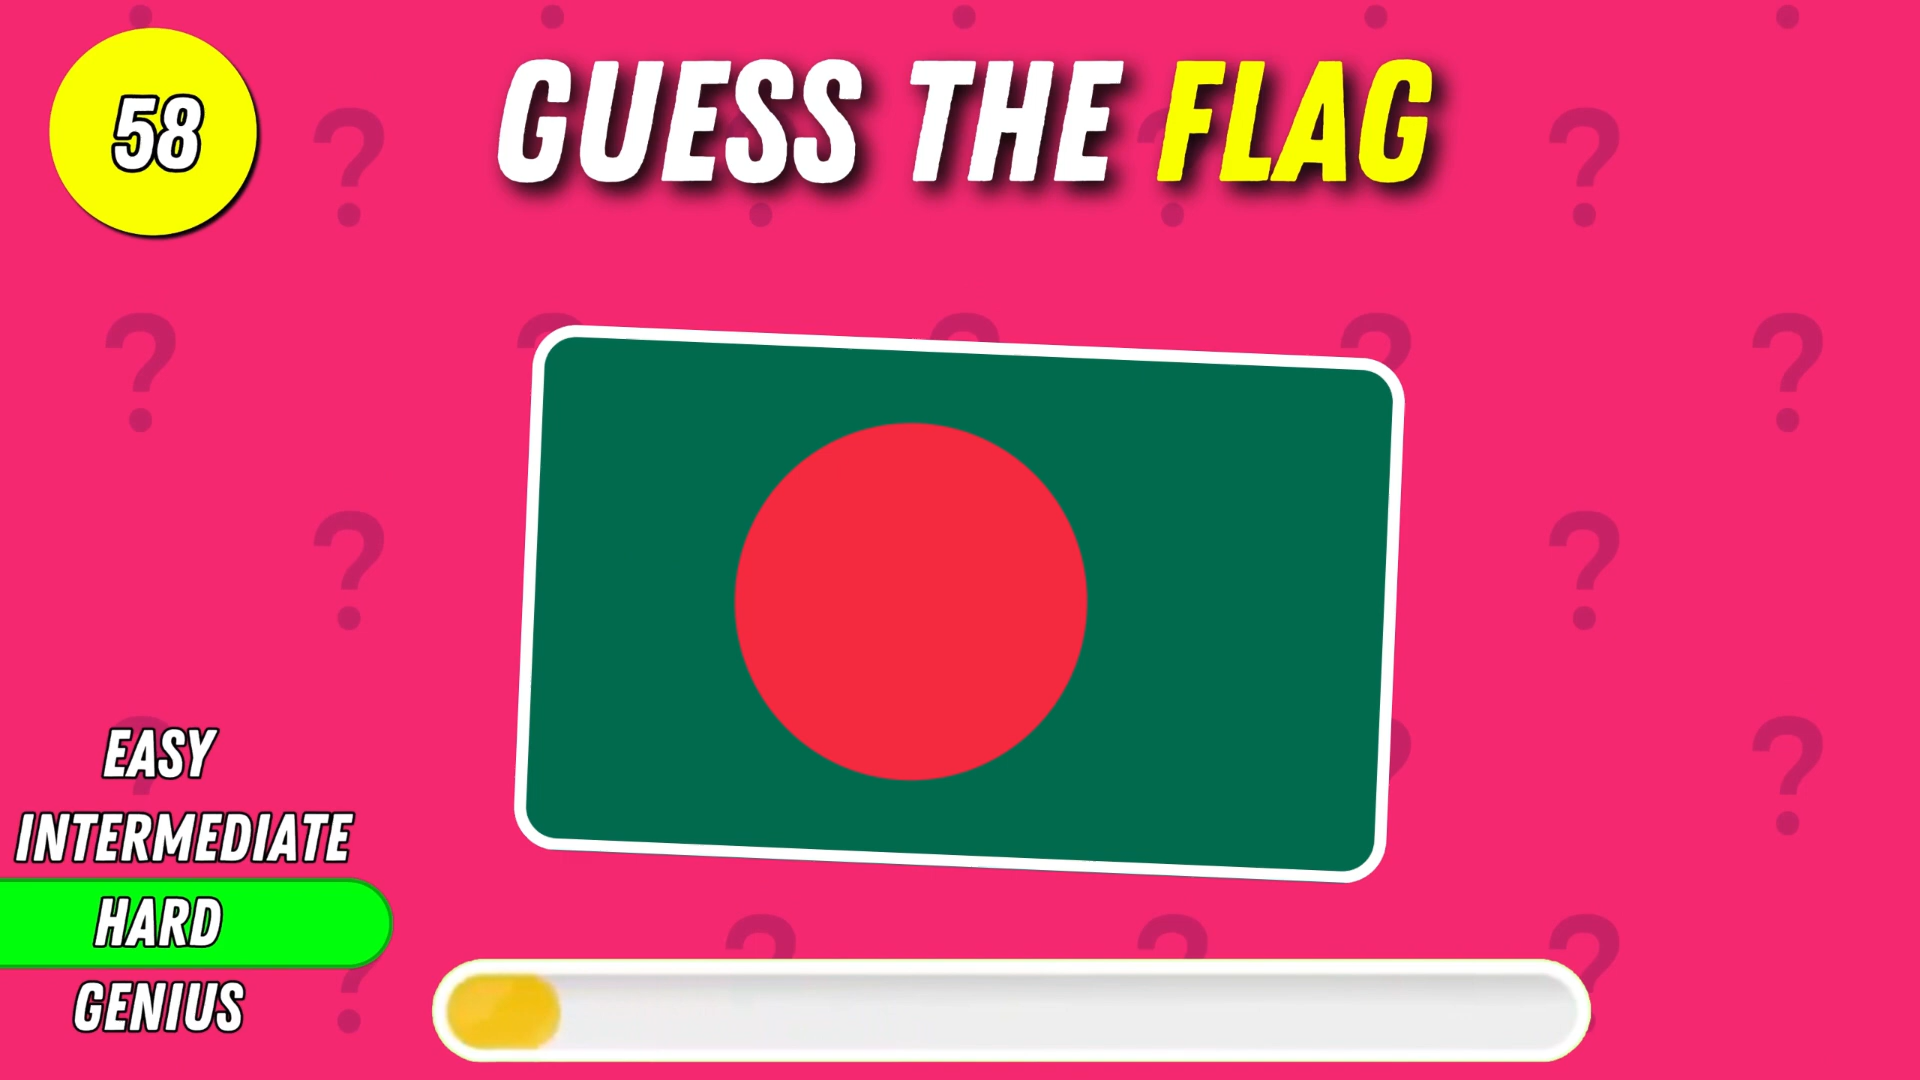 58
GUESS THE FLAG
EASY
INTERMEDIATE
HARD
GENIUS